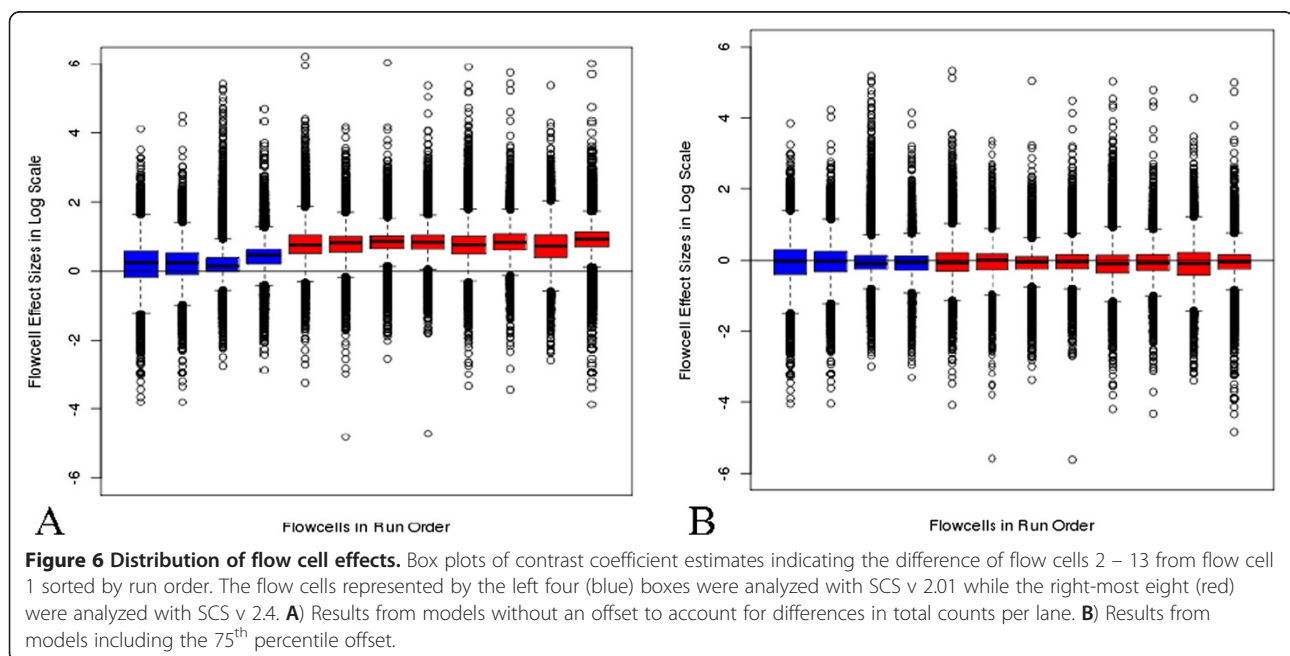 Flowcell Effect Sizes in Log Scale
6
4
2
0
-2
-4
-6
A
Flowcells in Run Order
Flowcell Effect Sizes in Log Scale
6
4
2
0
-2
-4
-6
B
Flowcells in Run Order
Figure 6 Distribution of flow cell effects. Box plots of contrast coefficient estimates indicating the difference of flow cells 2 – 13 from flow cell
1 sorted by run order. The flow cells represented by the left four (blue) boxes were analyzed with SCS v 2.01 while the right-most eight (red)
were analyzed with SCS v 2.4. A) Results from models without an offset to account for differences in total counts per lane. B) Results from
models including the 75th percentile offset.